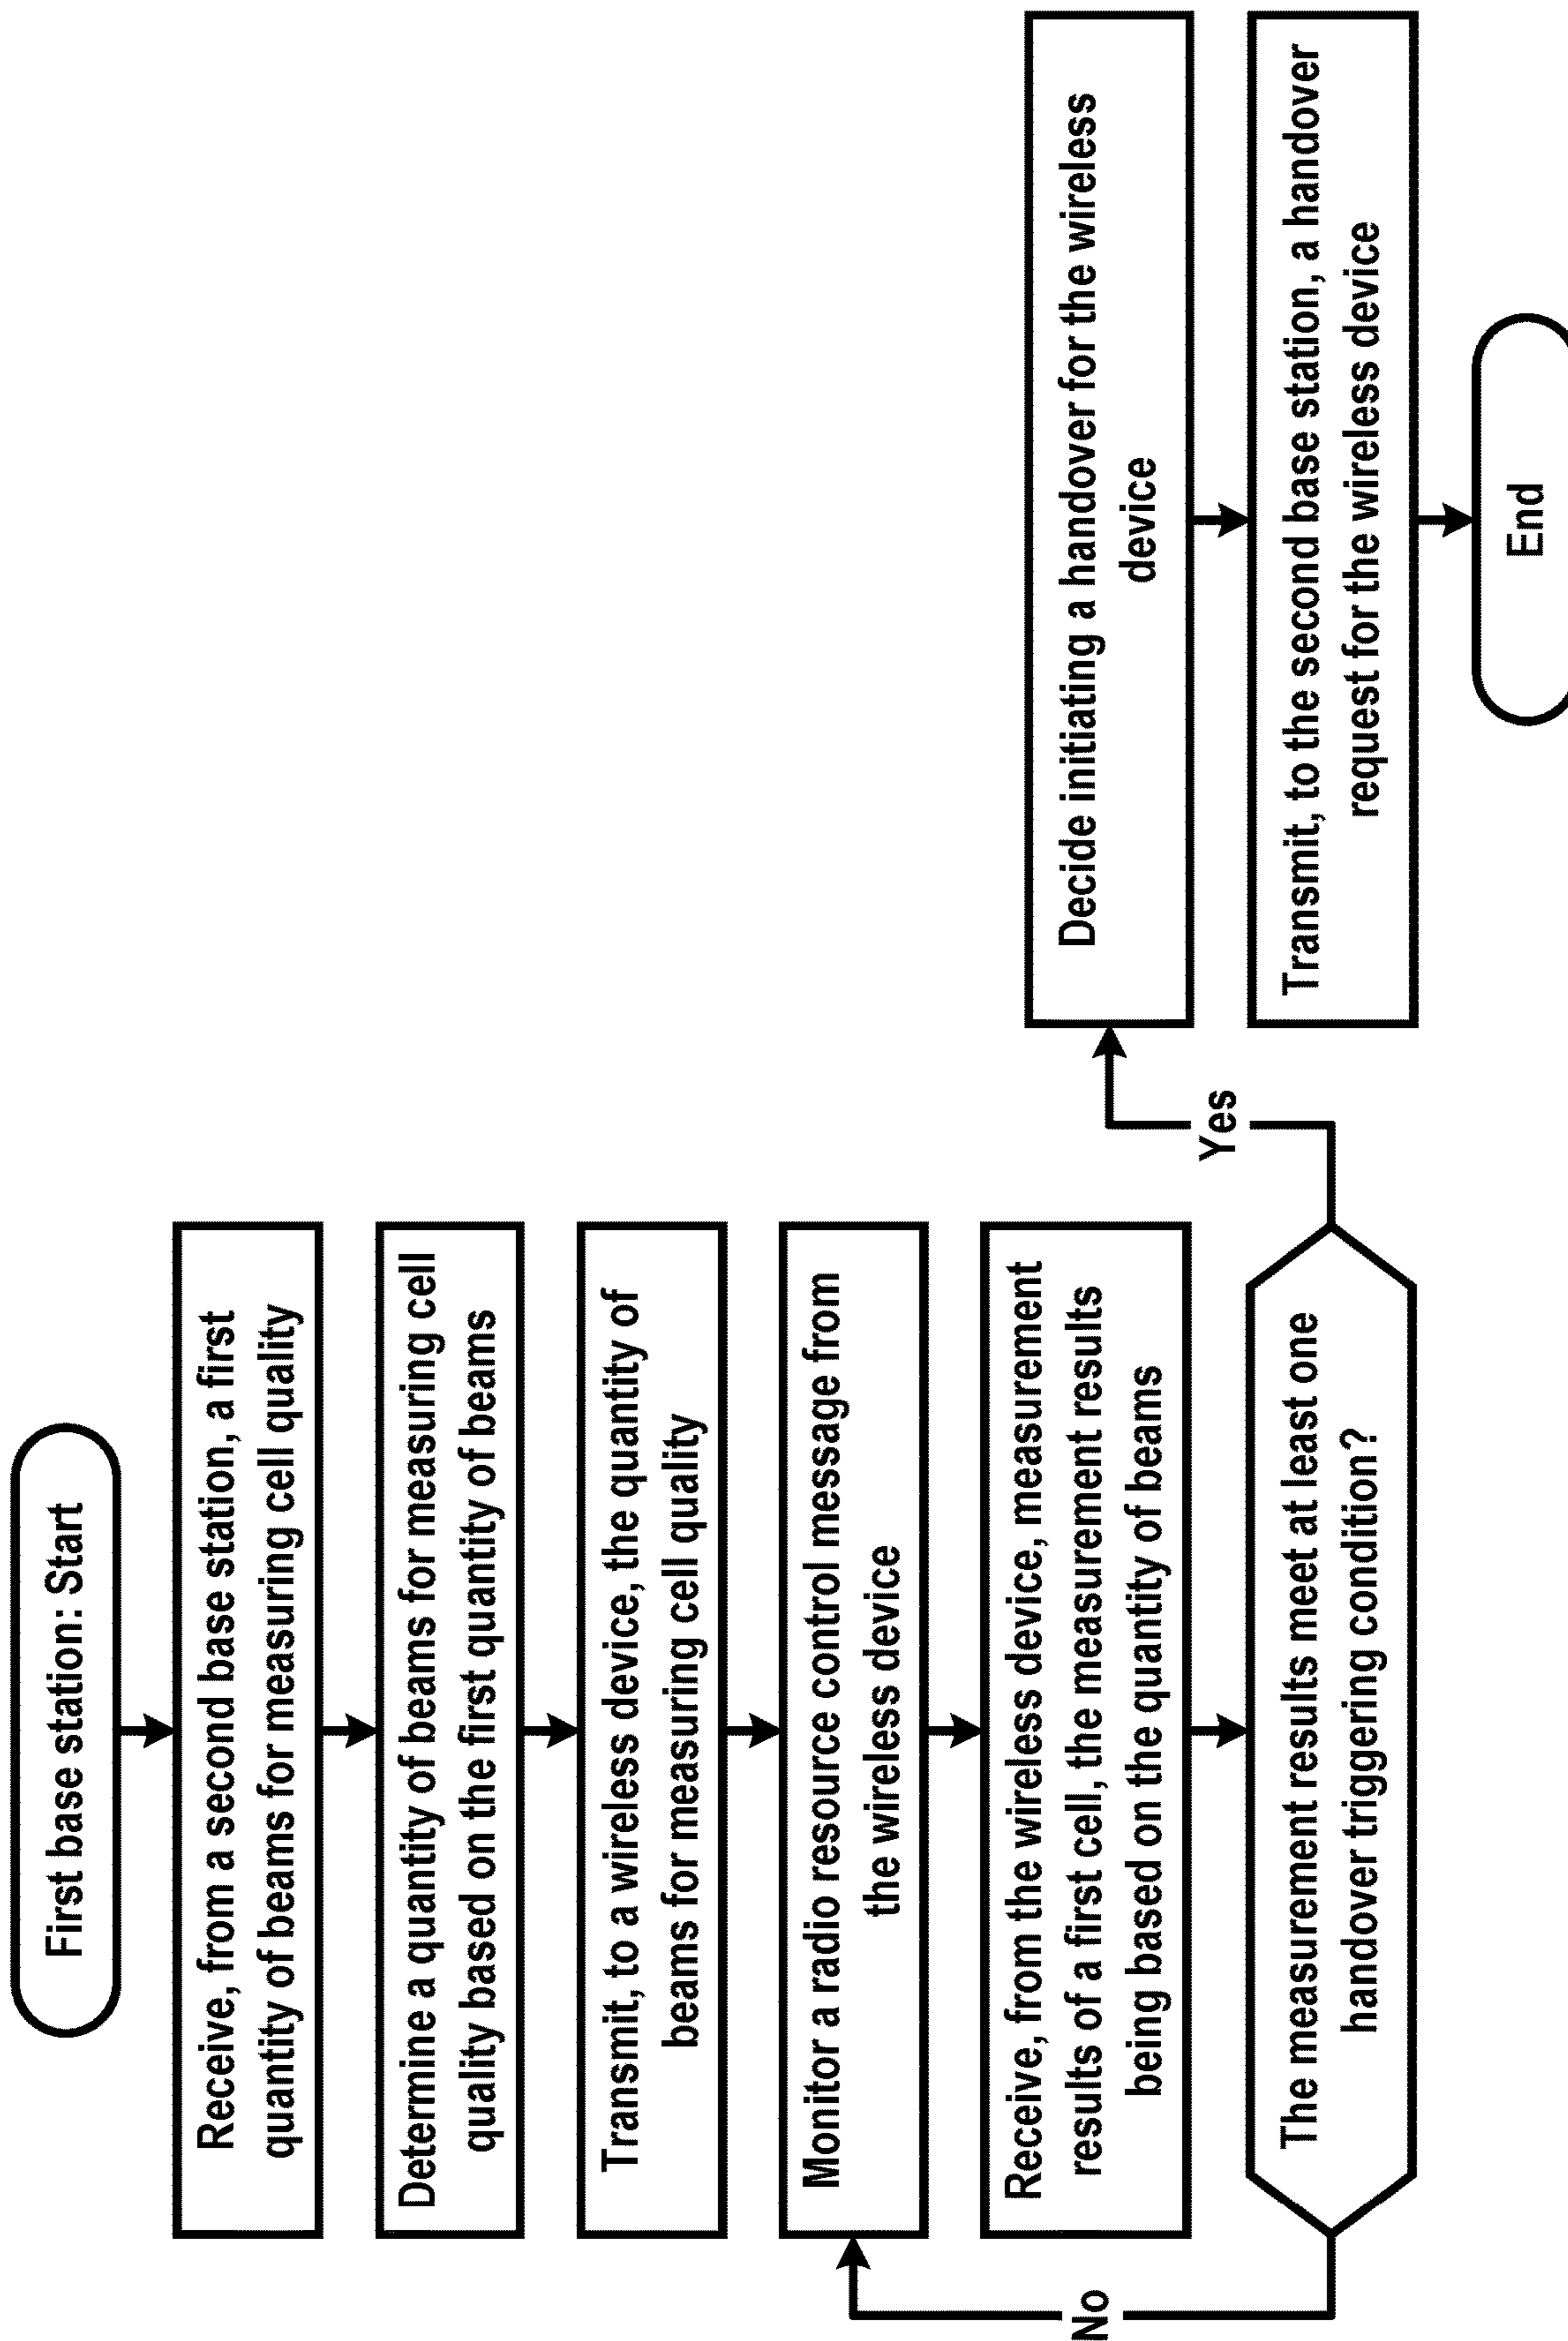 First base station: Start
Receive, from a second base station, a first
quantity of beams for measuring cell quality
Determine a quantity of beams for measuring cell
quality based on the first quantity of beams
Transmit, to a wireless device, the quantity of
beams for measuring cell quality
Monitor a radio resource control message from
the wireless device
Receive, from the wireless device, measurement
results of a first cell, the measurement results
being based on the quantity of beams
The measurement results meet at least one
handover triggering condition?
No
Yes
Decide initiating a handover for the wireless
device
Transmit, to the second base station, a handover
request for the wireless device
End